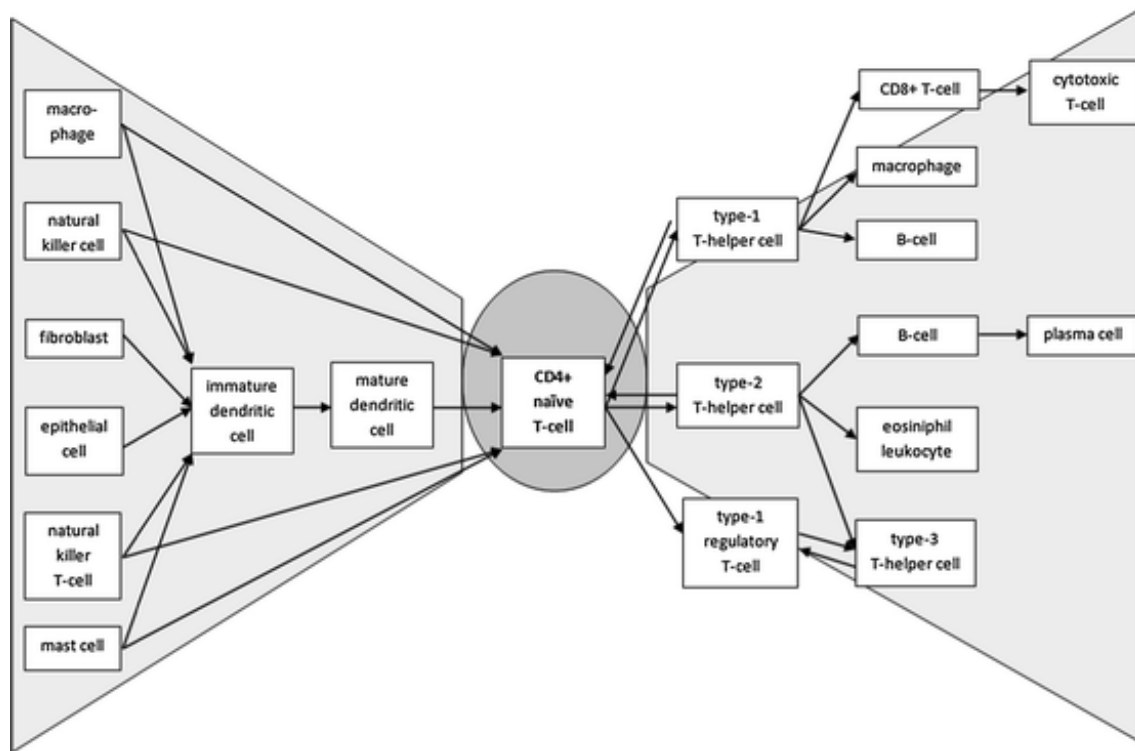 macro-
phage
natural
killer cell
fibroblast
epithelial
cell
natural
killer
T-cell
mast cell
immature
dendritic
cell
mature
dendritic
cell
CD4+
naïve
T-cell
type-1
T-helper cell
type-2
T-helper cell
type-1
regulatory
T-cell
CD8+ T-cell
macrophage
B-cell
B-cell
eosiniphil
leukocyte
type-3
T-helper cell
cytotoxic
T-cell
plasma cell